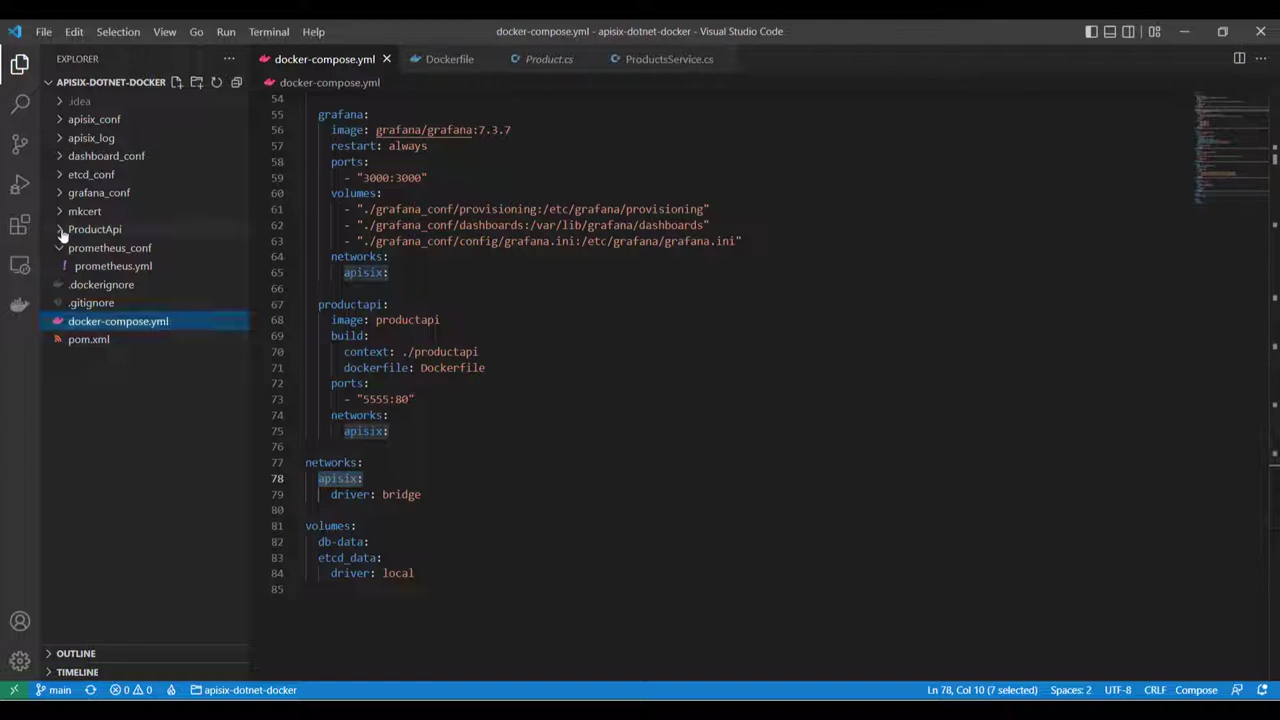 File Edit Selection View Go Run Terminal Help
docker-compose.yml - apisix-dotnet-docker - Visual Studio Code
EXPLORER
APISIX-DOTNET-DOCKER
.idea
apisix_conf
apisix_log
dashboard_conf
etcd_conf
grafana_conf
mkcert
ProductApi
prometheus_conf
! prometheus.yml
.dockerignore
.gitignore
docker-compose.yml
pom.xml
OUTLINE
TIMELINE
docker-compose.yml Dockerfile Product.cs ProductsService.cs
docker-compose.yml
54
55 grafana:
56 image: grafana/grafana:7.3.7
57 restart: always
58 ports:
59 - "3000:3000"
60 volumes:
61 - "./grafana_conf/provisioning:/etc/grafana/provisioning"
62 - "./grafana_conf/dashboards:/var/lib/grafana/dashboards"
63 - "./grafana_conf/config/grafana.ini:/etc/grafana/grafana.ini"
64 networks:
65 apisix:
66
67 productapi:
68 image: productapi
69 build:
70 context: ./productapi
71 dockerfile: Dockerfile
72 ports:
73 - "5555:80"
74 networks:
75 apisix:
76
77 networks:
78 apisix:
79 driver: bridge
80
81 volumes:
82 db-data:
83 etcd_data:
84 driver: local
85
main 0 0 apisix-dotnet-docker Ln 78, Col 10 (7 selected) Spaces: 2 UTF-8 CRLF Compose